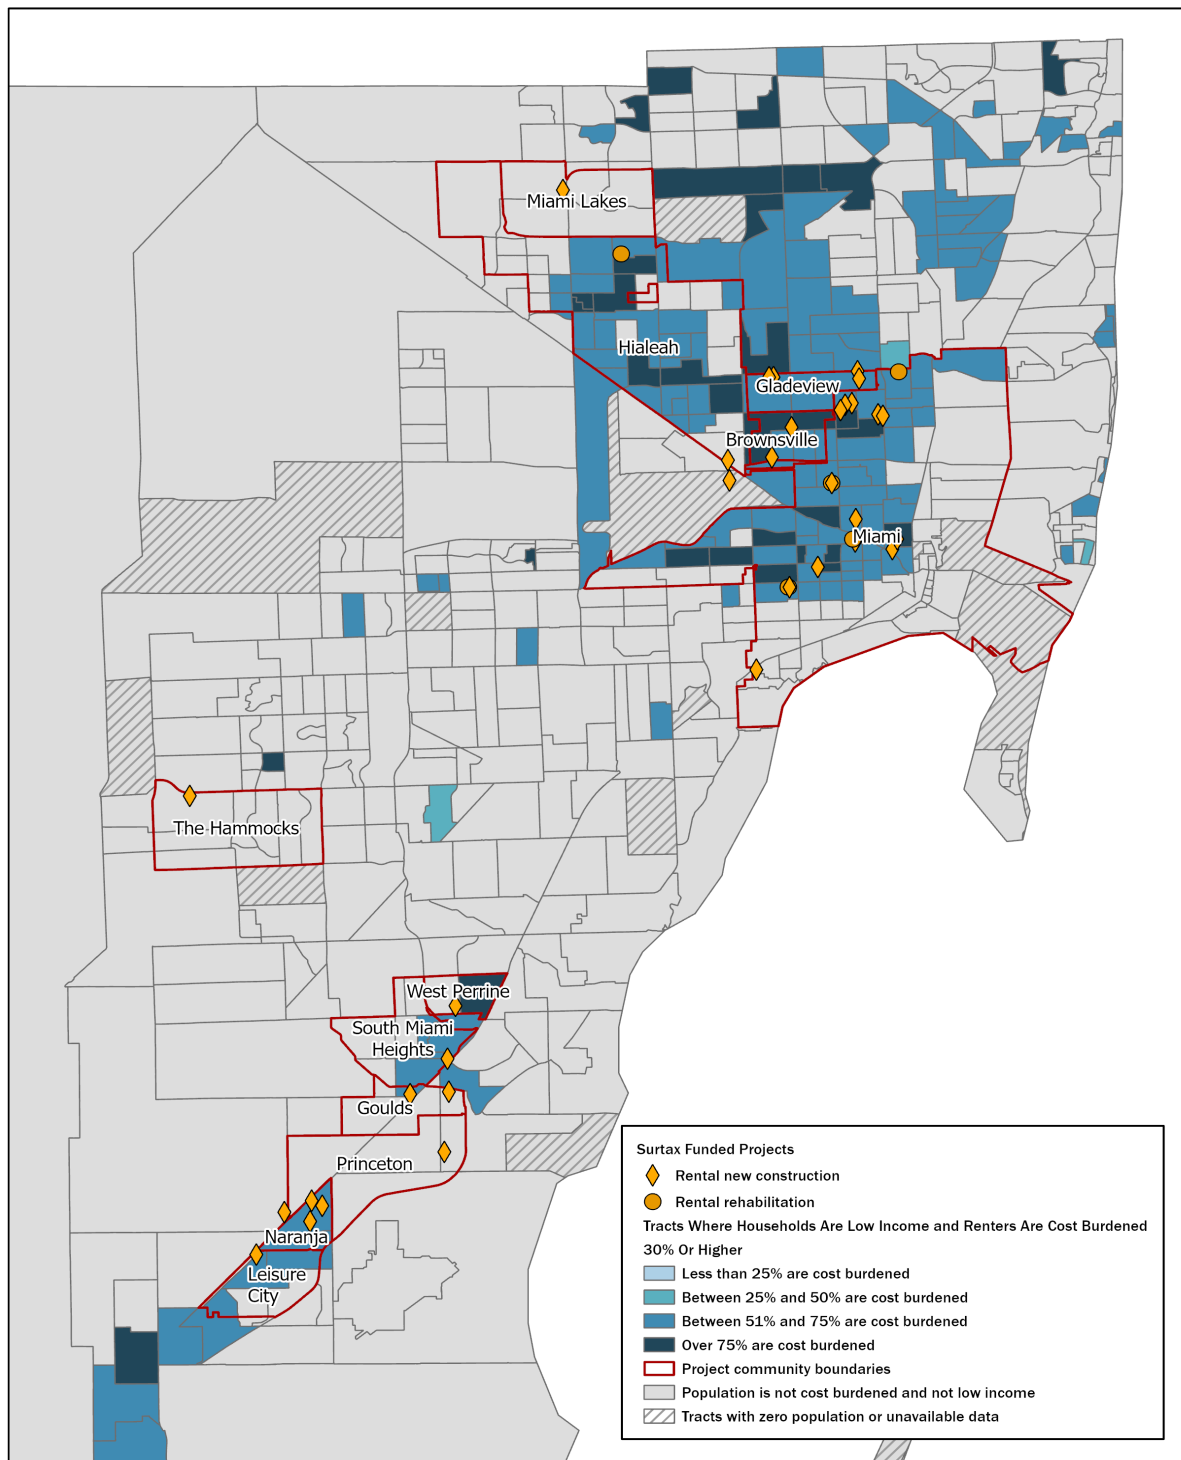 Miami Lakes
Hialeah
Gladeview
Brownsville
Miami
The Hammocks
West Perrine
South Miami
Heights
Goulds
Princeton
Naranja
Leisure
City
Surtax Funded Projects
Rental new construction
Rental rehabilitation
Tracts Where Households Are Low Income and Renters Are Cost Burdened
30% Or Higher
Less than 25% are cost burdened
Between 25% and 50% are cost burdened
Between 51% and 75% are cost burdened
Over 75% are cost burdened
Project community boundaries
Population is not cost burdened and not low income
Tracts with zero population or unavailable data